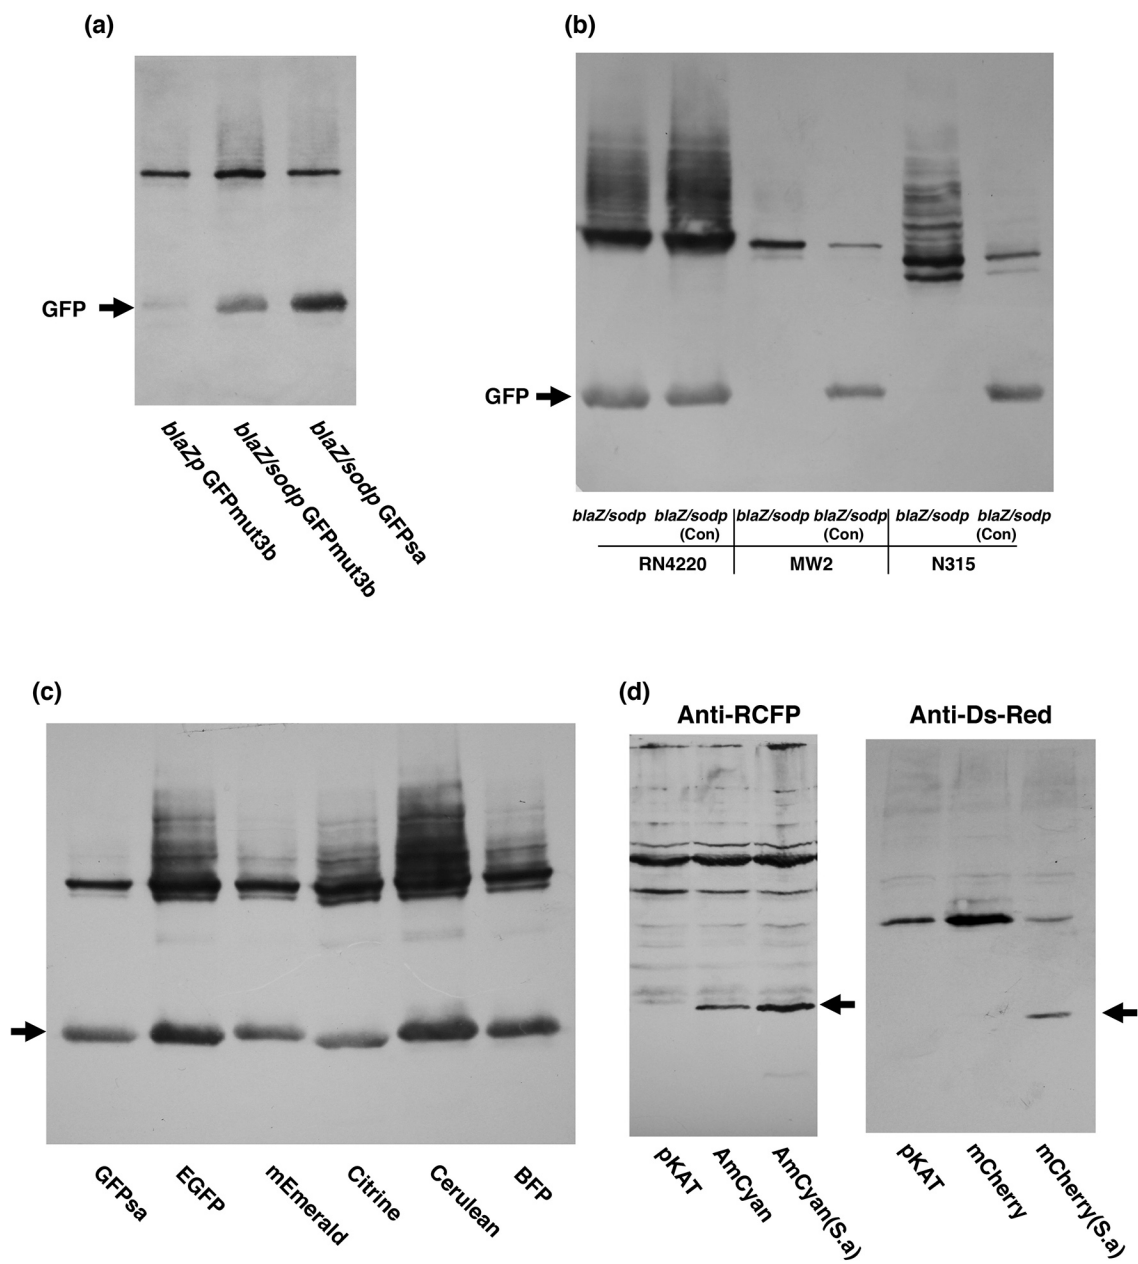 (a)
GFP
blaZp GFPmut3b
blaZ/sodp GFPmut3b
blaZ/sodp GFPsa
(b)
GFP
blaZ/sodp blaZ/sodp blaZ/sodp blaZ/sodp blaZ/sodp blaZ/sodp
(Con) (Con) (Con)
RN4220 MW2 N315
(c)
GFPsa
EGFP
mEmerald
Citrine
Cerulean
BFP
(d)
Anti-RCFP
Anti-Ds-Red
pKAT
AmCyan
AmCyan(S.a)
pKAT
mCherry
mCherry(S.a)